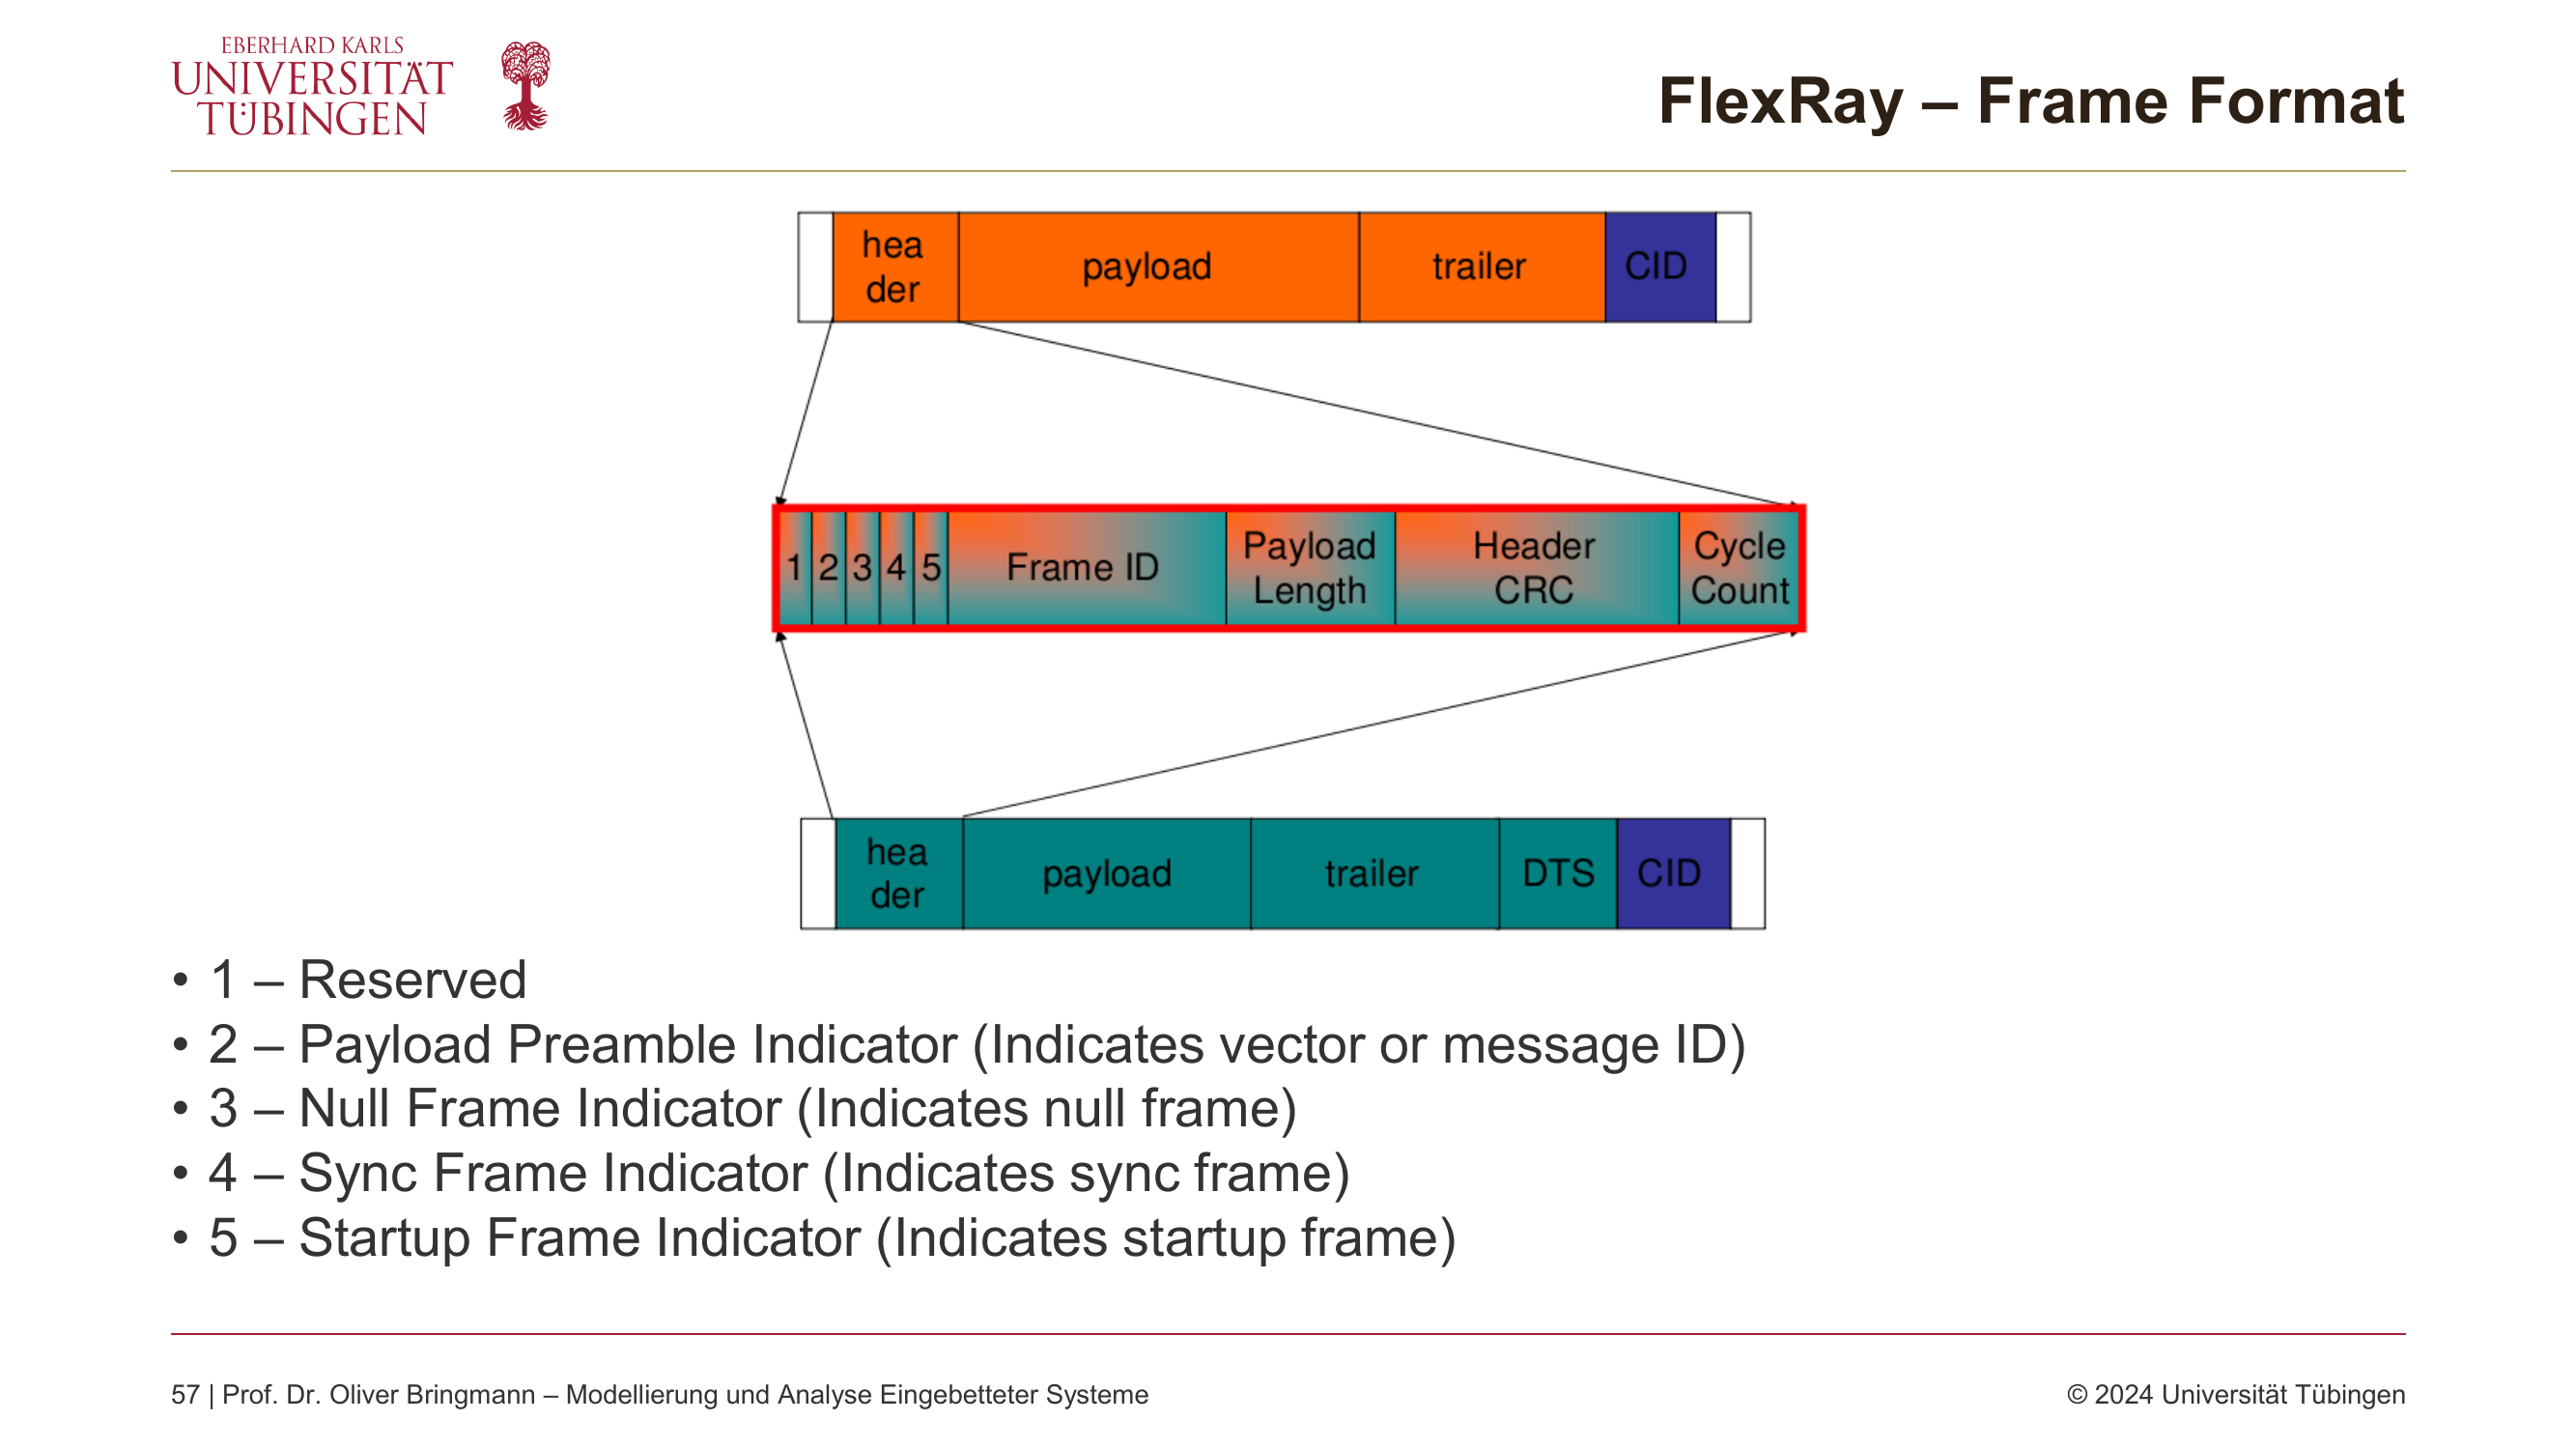 EBERHARD KARLS
UNIVERSITÄT
TÜBINGEN
FlexRay – Frame Format
hea
der
payload
trailer
CID
1 2 3 4 5 Frame ID
Payload
Length
Header
CRC
Cycle
Count
hea
der
payload
trailer
DTS
CID
• 1 – Reserved
• 2 – Payload Preamble Indicator (Indicates vector or message ID)
• 3 – Null Frame Indicator (Indicates null frame)
• 4 – Sync Frame Indicator (Indicates sync frame)
• 5 – Startup Frame Indicator (Indicates startup frame)
57 | Prof. Dr. Oliver Bringmann – Modellierung und Analyse Eingebetteter Systeme
© 2024 Universität Tübingen